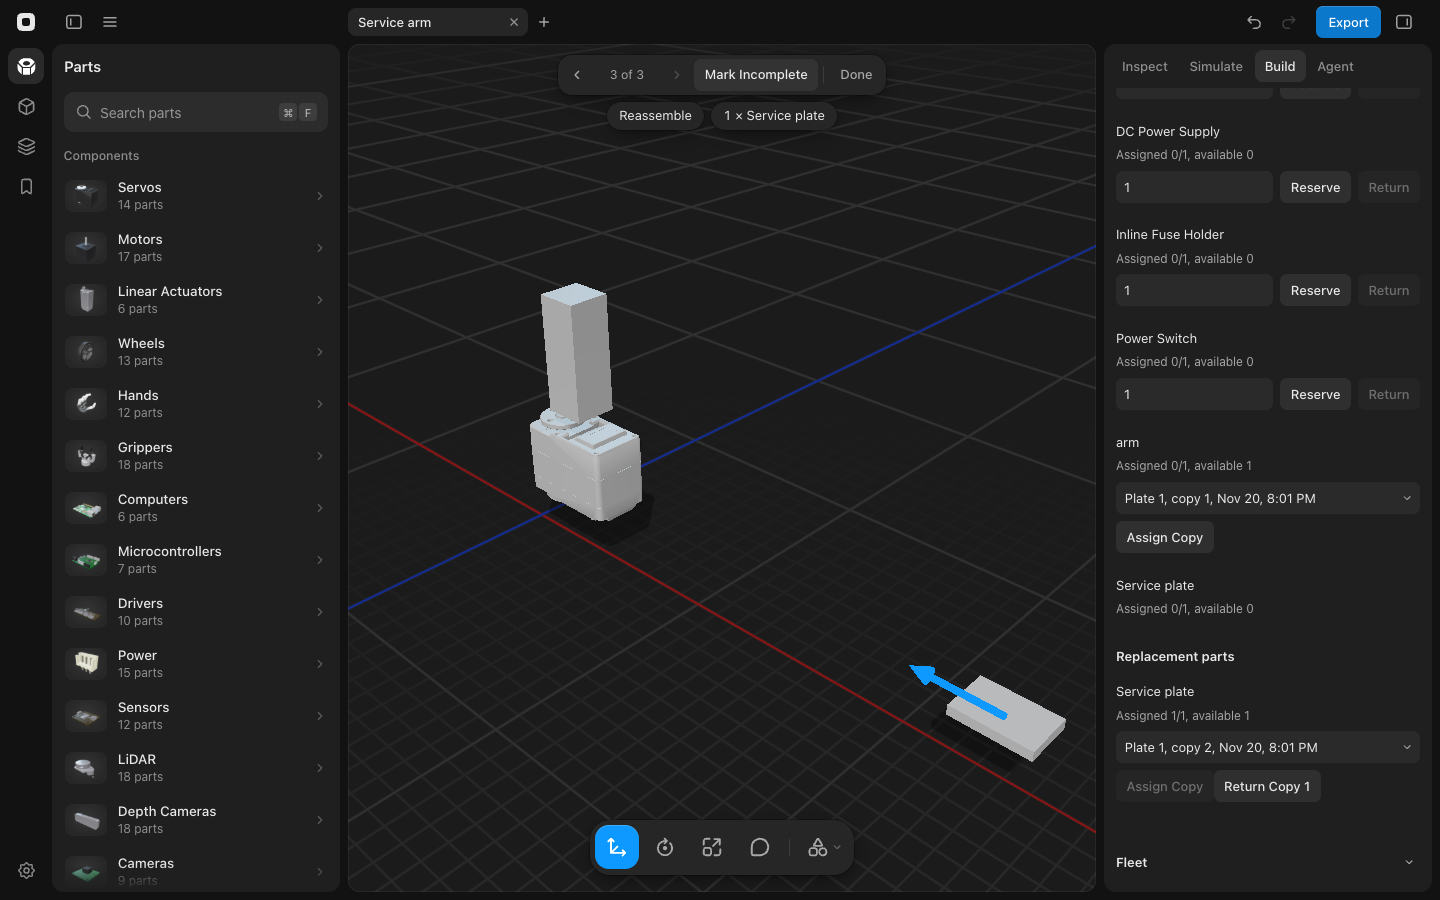 Service arm
Export
Parts
Search parts
⌘ F
Components
Servos
14 parts
Motors
17 parts
Linear Actuators
6 parts
Wheels
13 parts
Hands
12 parts
Grippers
18 parts
Computers
6 parts
Microcontrollers
7 parts
Drivers
10 parts
Power
15 parts
Sensors
12 parts
LiDAR
18 parts
Depth Cameras
18 parts
Cameras
9 parts
3 of 3
Mark Incomplete
Done
Reassemble
1 × Service plate
Inspect
Simulate
Build
Agent
DC Power Supply
Assigned 0/1, available 0
1
Reserve
Return
Inline Fuse Holder
Assigned 0/1, available 0
1
Reserve
Return
Power Switch
Assigned 0/1, available 0
1
Reserve
Return
arm
Assigned 0/1, available 1
Plate 1, copy 1, Nov 20, 8:01 PM
Assign Copy
Service plate
Assigned 0/1, available 0
Replacement parts
Service plate
Assigned 1/1, available 1
Plate 1, copy 2, Nov 20, 8:01 PM
Assign Copy
Return Copy 1
Fleet